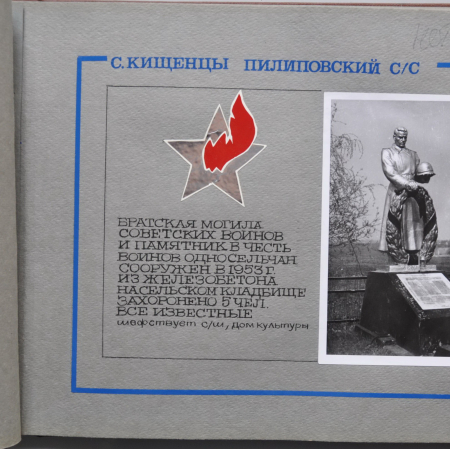 С. КИЩЕНЦЫ ПИЛИПОВСКИЙ С/С
БРАТСКАЯ МОГИЛА
СОВЕТСКИХ ВОИНОВ
И ПАМЯТНИК В ЧЕСТЬ
ВОИНОВ ОДНОСЕЛЬЧАН
СООРУЖЕН В 1953 Г.
ИЗ ЖЕЛЕЗОБЕТОНА
НА СЕЛЬСКОМ КЛАДБИЩЕ
ЗАХОРОНЕНО 5 ЧЕЛ.
ВСЕ ИЗВЕСТНЫЕ
шефствует с/ш, дом культуры